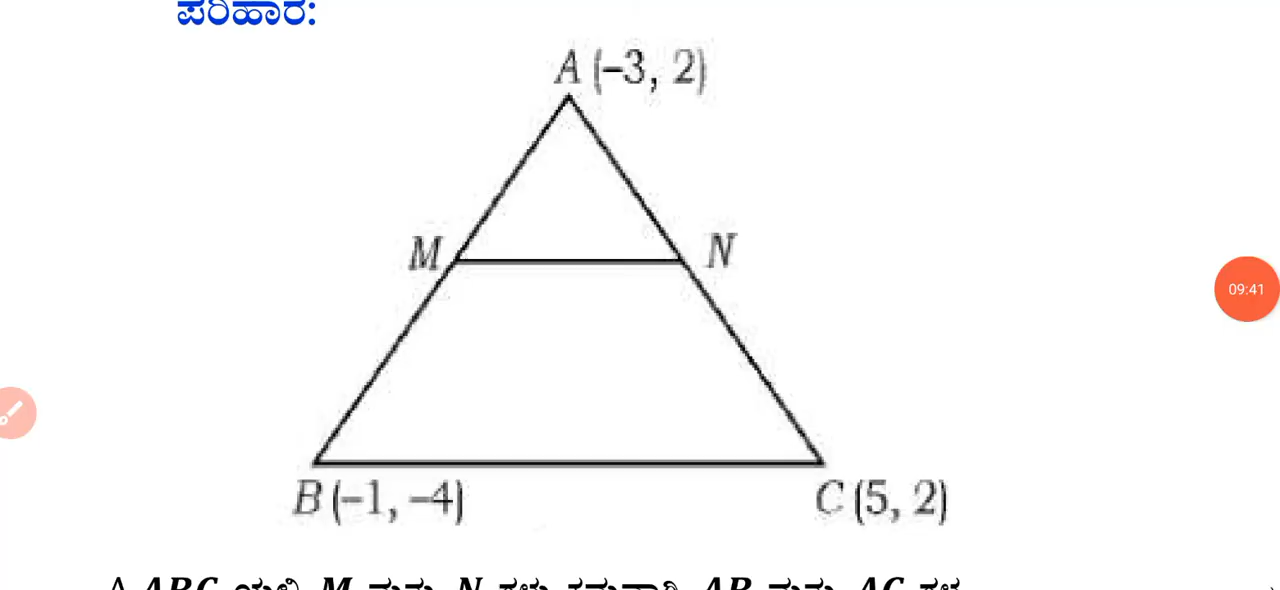 ಪರಿಹಾರ:
A (–3, 2)
M
N
09:41
B (–1, –4)
C (5, 2)
Δ ABC ಯಲ್ಲಿ M ಮತ್ತು N ಗಳು ಕ್ರಮವಾಗಿ AB ಮತ್ತು AC ಗಳ